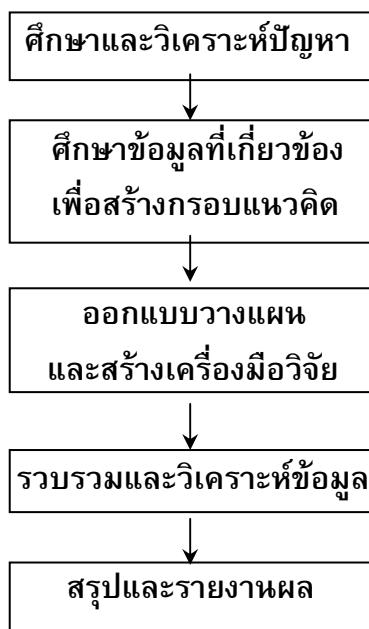 ศึกษาและวิเคราะห์ปัญหา
ศึกษาข้อมูลที่เกี่ยวข้อง
เพื่อสร้างกรอบแนวคิด
ออกแบบวางแผน
และสร้างเครื่องมือวิจัย
รวบรวมและวิเคราะห์ข้อมูล
สรุปและรายงานผล